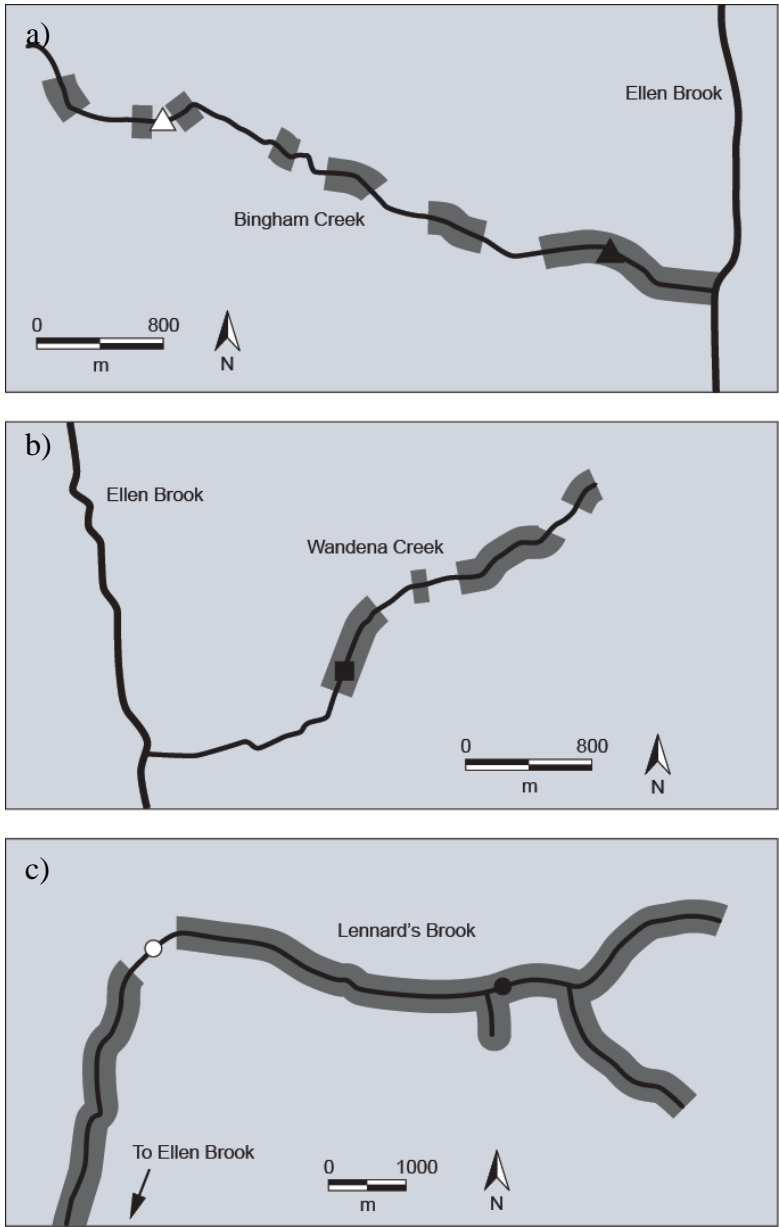 a)
Ellen Brook
Bingham Creek
0 800
m
N
b)
Ellen Brook
Wandena Creek
0 800
m
N
c)
Lennard's Brook
To Ellen Brook
0 1000
m
N